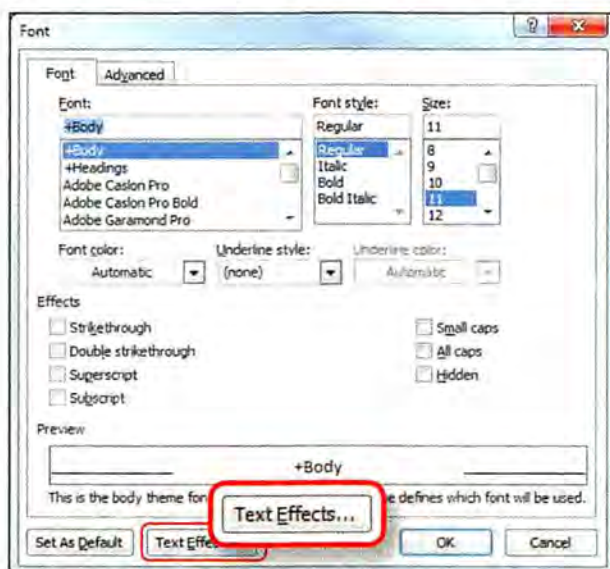 Font
Font Advanced
Font: Font style: Size:
+Body Regular 11
+Body Regular 8
+Headings Italic 9
Adobe Caslon Pro Bold 10
Adobe Caslon Pro Bold Bold Italic 11
Adobe Garamond Pro 12
Font color: Underline style: Underline color:
Automatic (none) Automatic
Effects
Strikethrough Small caps
Double strikethrough All caps
Superscript Hidden
Subscript
Preview
+Body
This is the body theme fon e defines which font will be used.
Text Effects...
Set As Default Text Effe OK Cancel